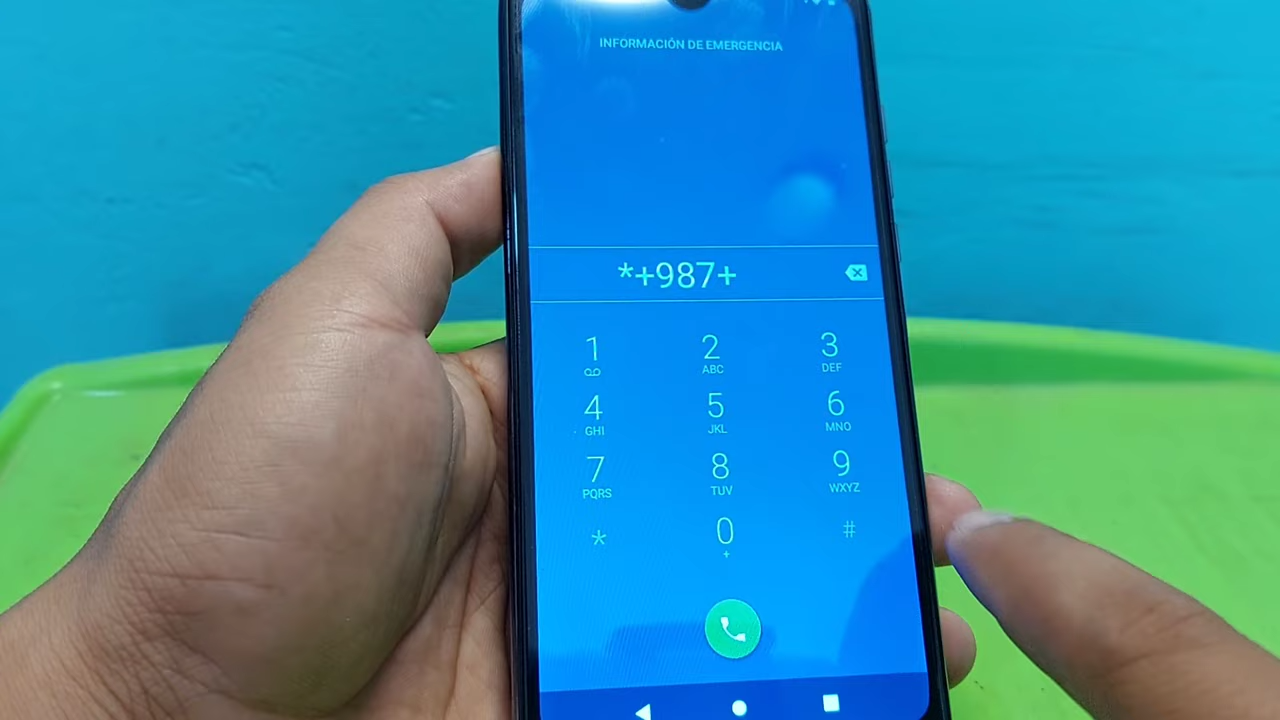 INFORMACIÓN DE EMERGENCIA
*+987+
1 2 3
ABC DEF
4 5 6
GHI JKL MNO
7 8 9
PQRS TUV WXYZ
* 0 #
+